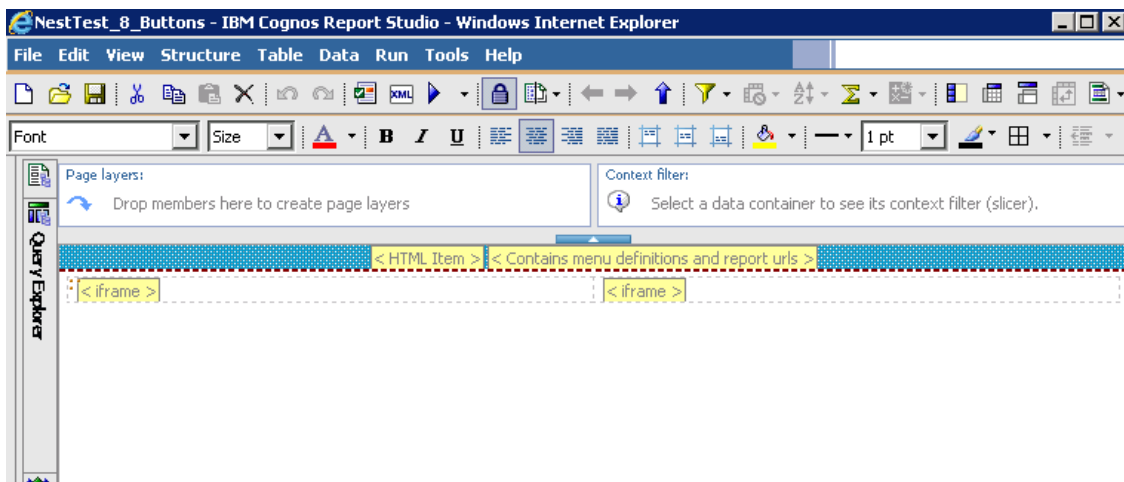 NestTest_8_Buttons - IBM Cognos Report Studio - Windows Internet Explorer
File Edit View Structure Table Data Run Tools Help
XML
Font Size A B I U 1 pt
Page layers: Context filter:
Drop members here to create page layers Select a data container to see its context filter (slicer).
Query Explorer
< HTML Item > < Contains menu definitions and report urls >
< iframe > < iframe >